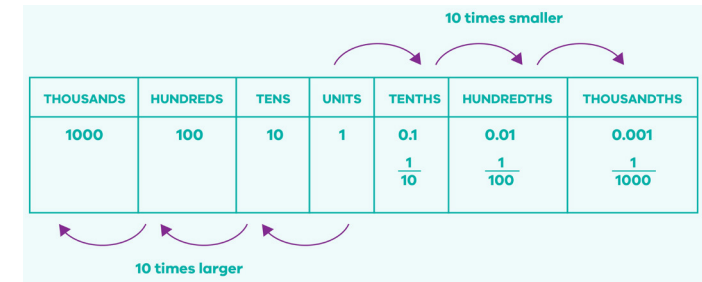 10 times smaller
THOUSANDS HUNDREDS TENS UNITS TENTHS HUNDREDTHS THOUSANDTHS
1000 100 10 1 0.1 0.01 0.001
1/10 1/100 1/1000
10 times larger